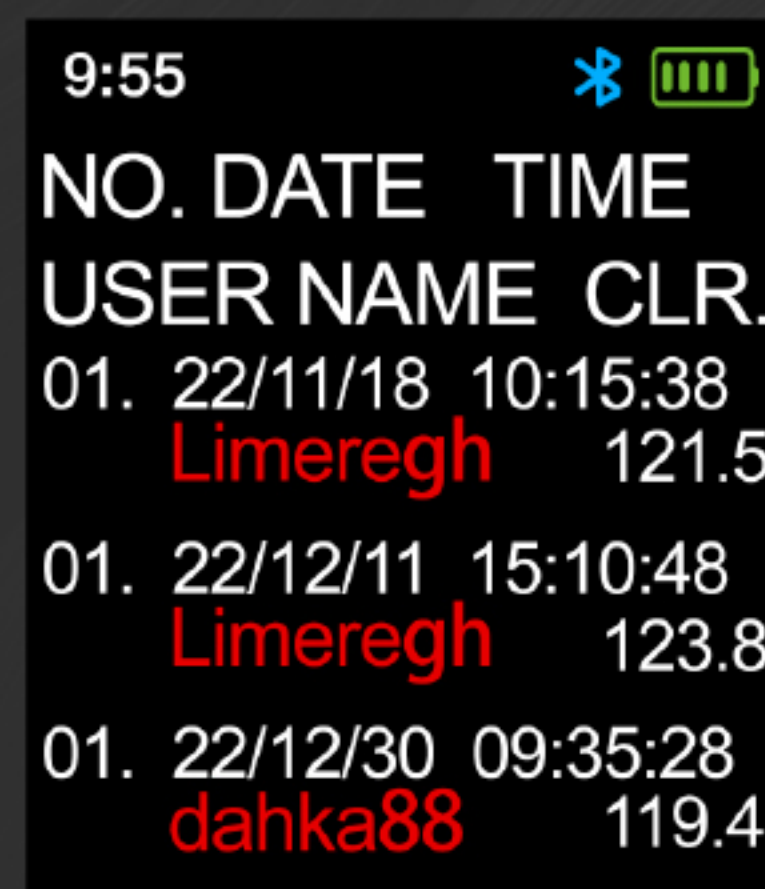 9:55
NO. DATE TIME
USER NAME CLR.
01. 22/11/18 10:15:38
Limeregh 121.5
01. 22/12/11 15:10:48
Limeregh 123.8
01. 22/12/30 09:35:28
dahka88 119.4